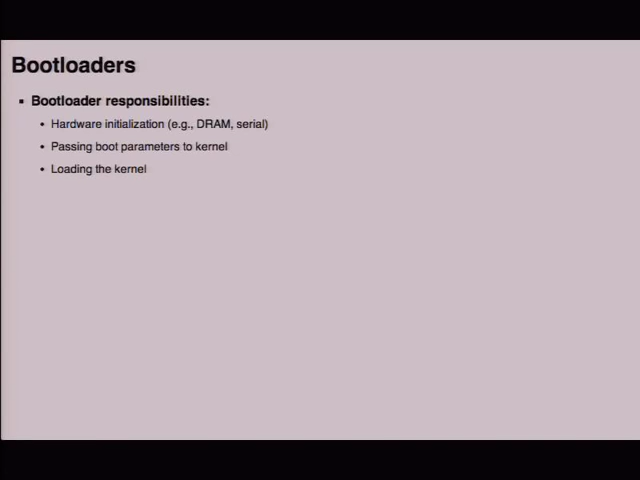 Bootloaders
Bootloader responsibilities:
Hardware initialization (e.g., DRAM, serial)
Passing boot parameters to kernel
Loading the kernel